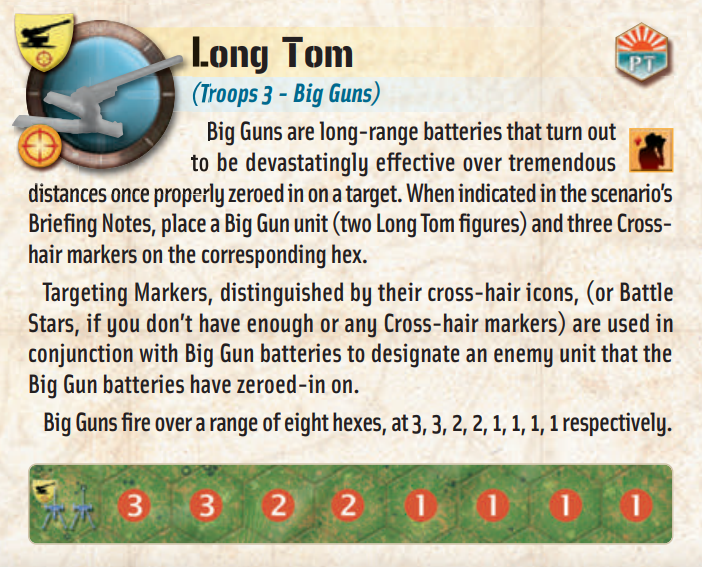 Long Tom
PT
(Troops 3 - Big Guns)
Big Guns are long-range batteries that turn out
to be devastatingly effective over tremendous
distances once properly zeroed in on a target. When indicated in the scenario's
Briefing Notes, place a Big Gun unit (two Long Tom figures) and three Cross-
hair markers on the corresponding hex.
Targeting Markers, distinguished by their cross-hair icons, (or Battle
Stars, if you don't have enough or any Cross-hair markers) are used in
conjunction with Big Gun batteries to designate an enemy unit that the
Big Gun batteries have zeroed-in on.
Big Guns fire over a range of eight hexes, at 3, 3, 2, 2, 1, 1, 1, 1 respectively.
3 3 2 2 1 1 1 1